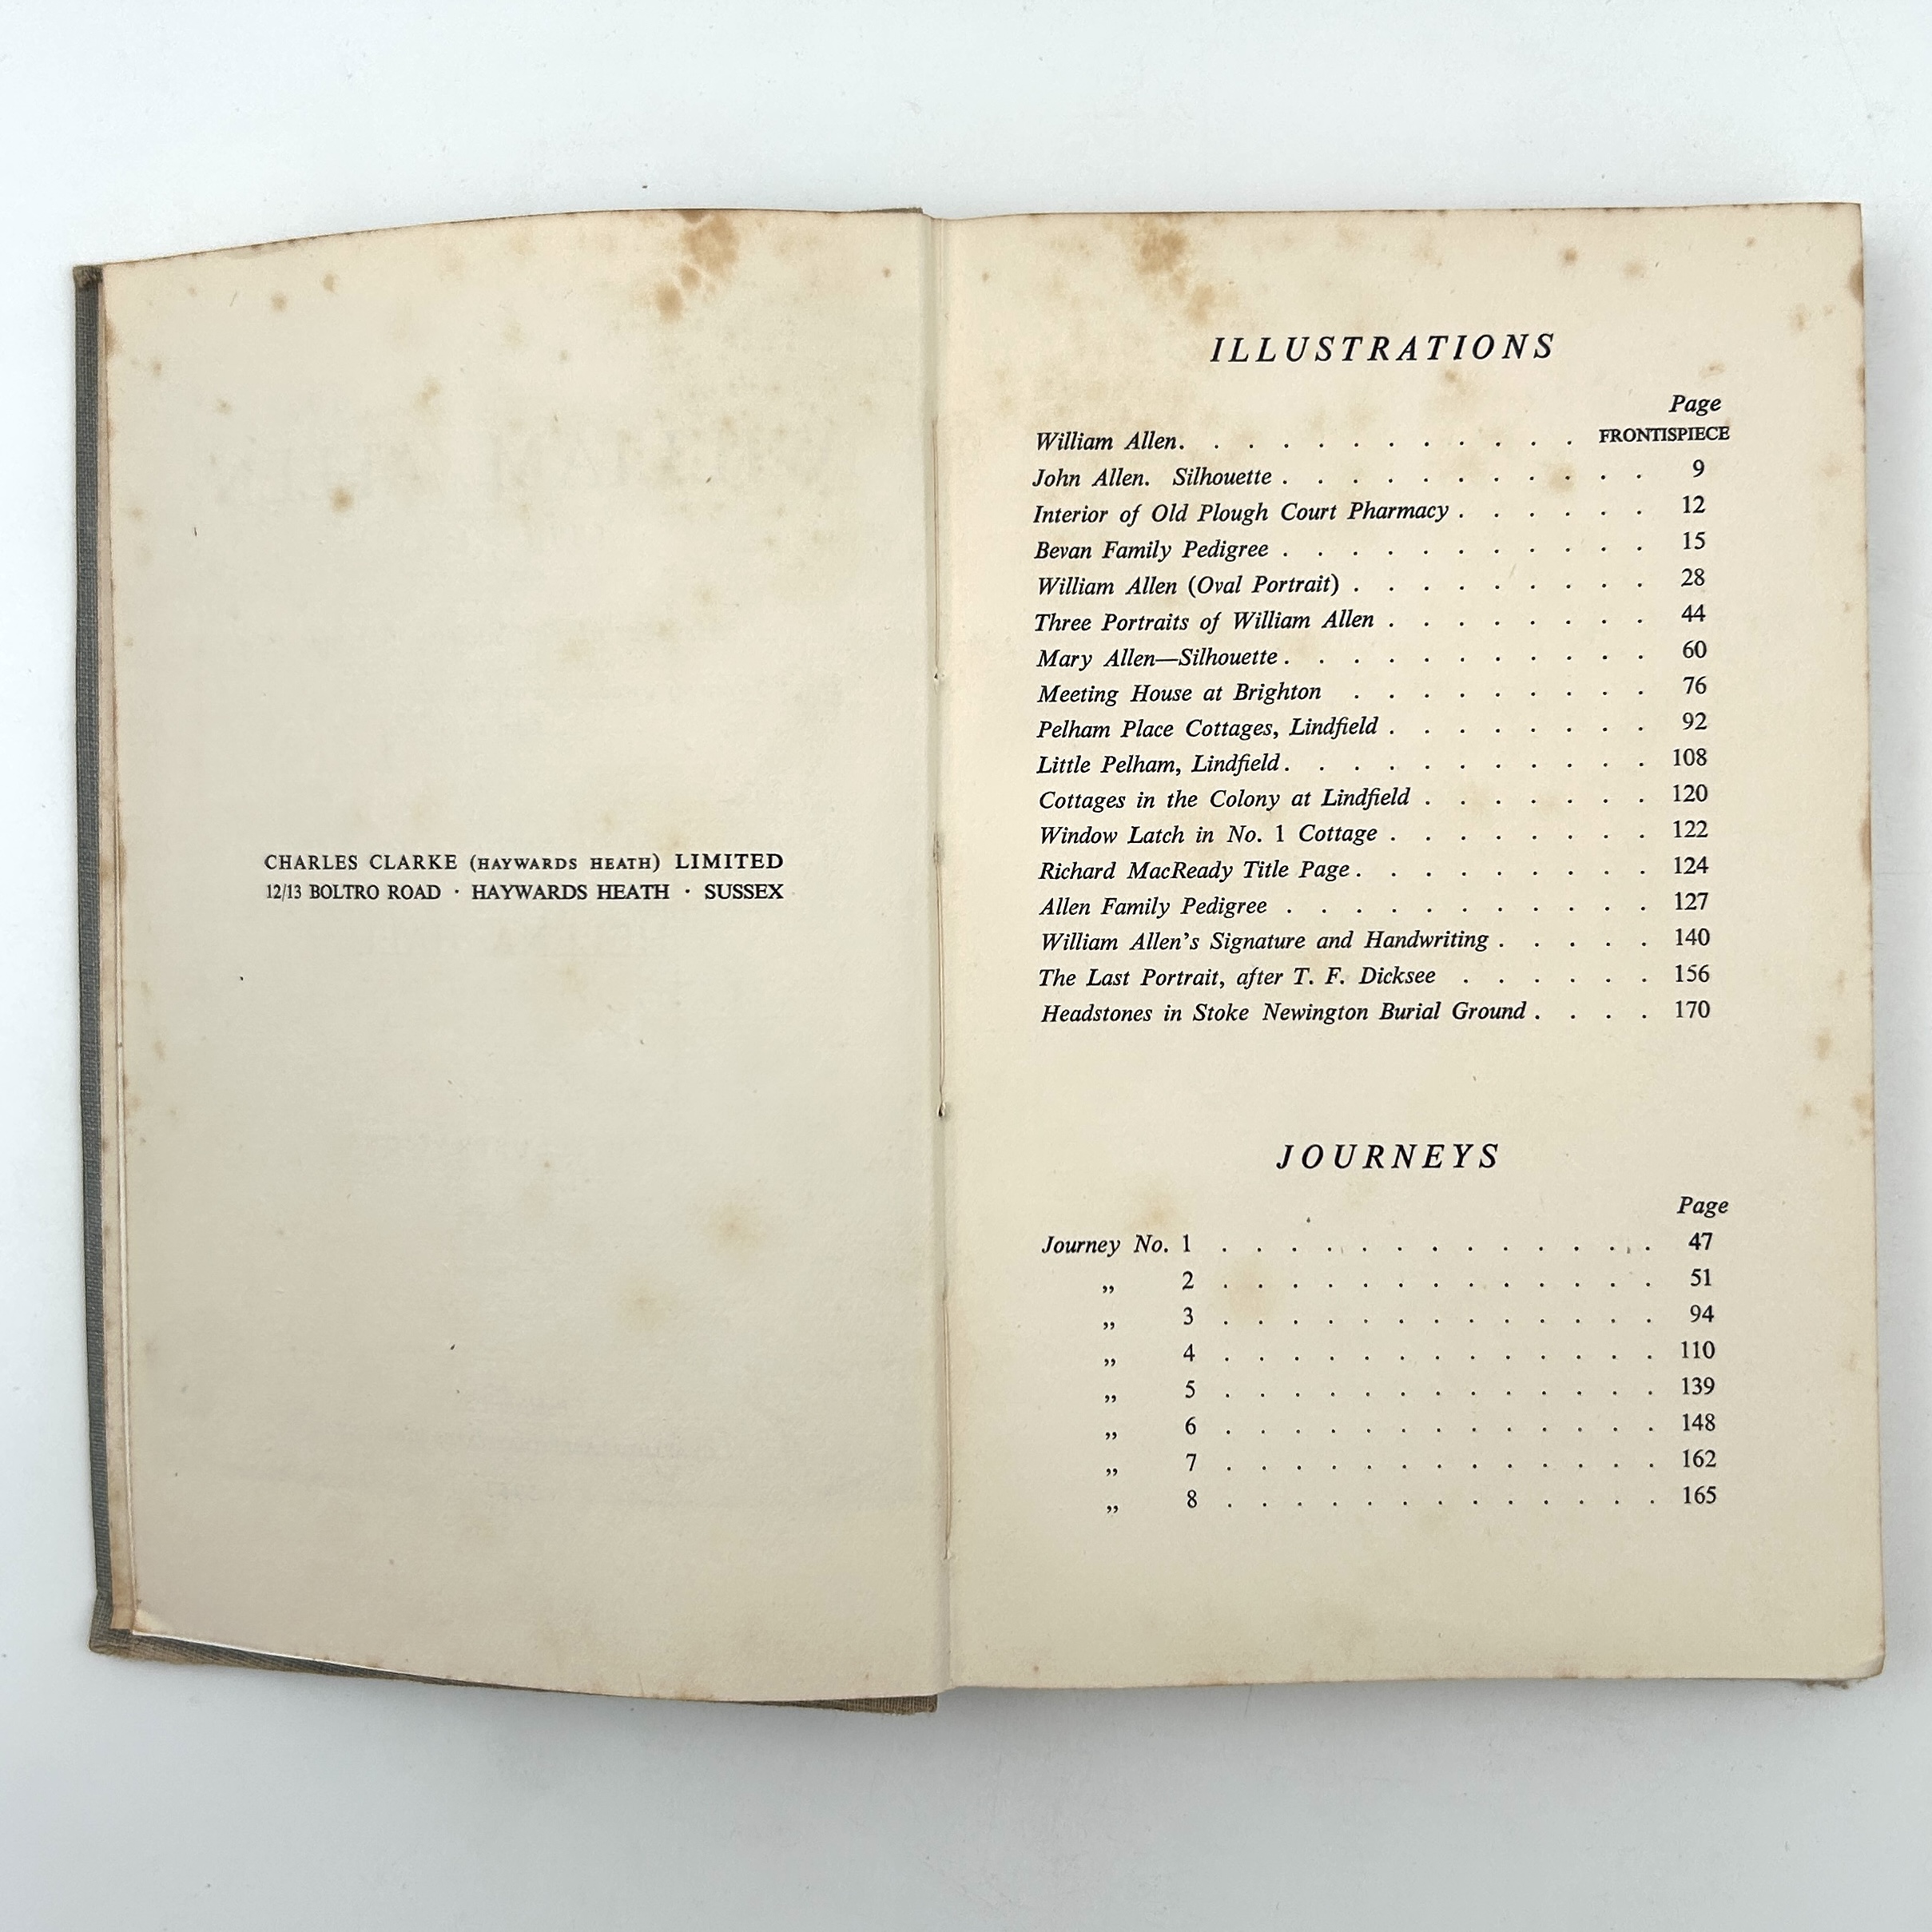 CHARLES CLARKE (HAYWARDS HEATH) LIMITED
12/13 BOLTRO ROAD · HAYWARDS HEATH · SUSSEX
ILLUSTRATIONS
Page
William Allen. . . . . . . . . . . . FRONTISPIECE
John Allen. Silhouette . . . . . . . . . . . 9
Interior of Old Plough Court Pharmacy . . . . . . 12
Bevan Family Pedigree . . . . . . . . . . . 15
William Allen (Oval Portrait) . . . . . . . . . 28
Three Portraits of William Allen . . . . . . . . 44
Mary Allen—Silhouette . . . . . . . . . . . 60
Meeting House at Brighton . . . . . . . . . 76
Pelham Place Cottages, Lindfield . . . . . . . . 92
Little Pelham, Lindfield . . . . . . . . . . . 108
Cottages in the Colony at Lindfield . . . . . . . 120
Window Latch in No. 1 Cottage . . . . . . . . 122
Richard MacReady Title Page . . . . . . . . . 124
Allen Family Pedigree . . . . . . . . . . . 127
William Allen's Signature and Handwriting . . . . . 140
The Last Portrait, after T. F. Dicksee . . . . . . 156
Headstones in Stoke Newington Burial Ground . . . . 170
JOURNEYS
Page
Journey No. 1 . . . . . . . . . . . . . 47
„ 2 . . . . . . . . . . . . . 51
„ 3 . . . . . . . . . . . . . 94
„ 4 . . . . . . . . . . . . . 110
„ 5 . . . . . . . . . . . . . 139
„ 6 . . . . . . . . . . . . . 148
„ 7 . . . . . . . . . . . . . 162
„ 8 . . . . . . . . . . . . . 165